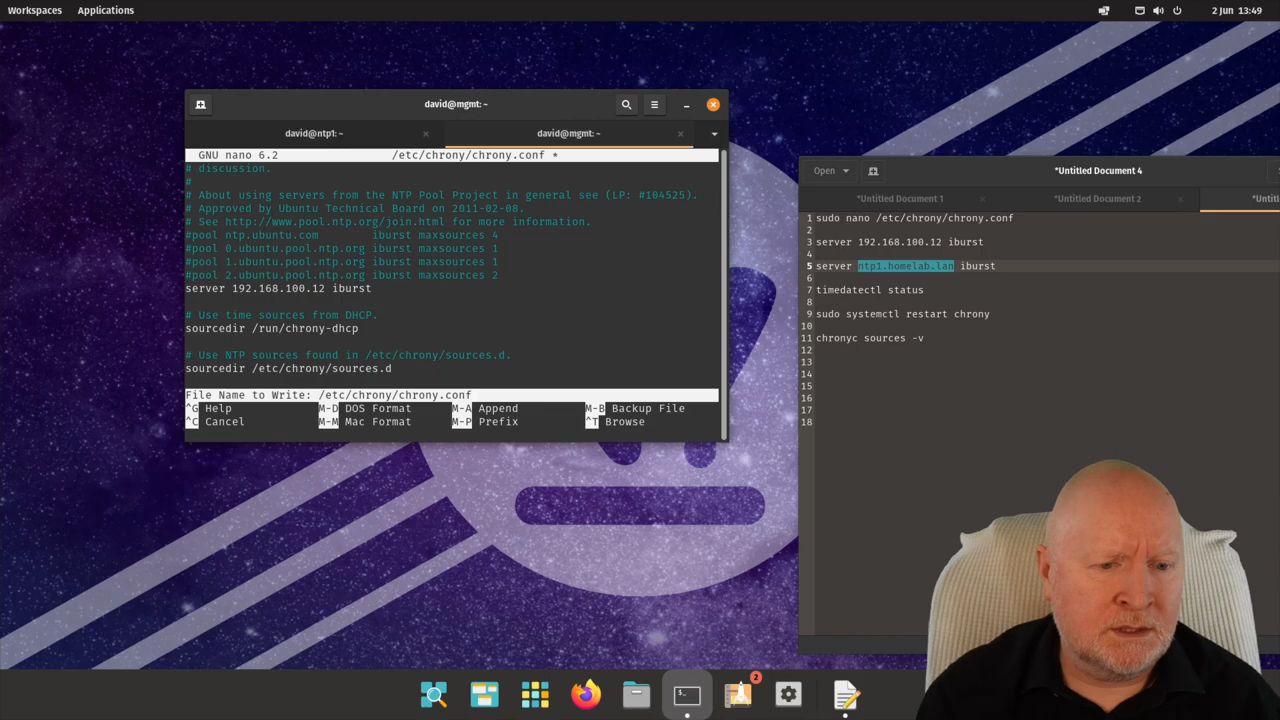 Workspaces Applications 2 Jun 13:49
david@mgmt: ~
david@ntp1: ~ david@mgmt: ~
GNU nano 6.2 /etc/chrony/chrony.conf *
# discussion.
#
# About using servers from the NTP Pool Project in general see (LP: #104525).
# Approved by Ubuntu Technical Board on 2011-02-08.
# See http://www.pool.ntp.org/join.html for more information.
#pool ntp.ubuntu.com iburst maxsources 4
#pool 0.ubuntu.pool.ntp.org iburst maxsources 1
#pool 1.ubuntu.pool.ntp.org iburst maxsources 1
#pool 2.ubuntu.pool.ntp.org iburst maxsources 2
server 192.168.100.12 iburst
# Use time sources from DHCP.
sourcedir /run/chrony-dhcp
# Use NTP sources found in /etc/chrony/sources.d.
sourcedir /etc/chrony/sources.d
File Name to Write: /etc/chrony/chrony.conf
^G Help M-D DOS Format M-A Append M-B Backup File
^C Cancel M-M Mac Format M-P Prefix ^T Browse
Open *Untitled Document 4
*Untitled Document 1 *Untitled Document 2 *Untit
1 sudo nano /etc/chrony/chrony.conf
2
3 server 192.168.100.12 iburst
4
5 server ntp1.homelab.lan iburst
6
7 timedatectl status
8
9 sudo systemctl restart chrony
10
11 chronyc sources -v
12
13
14
15
16
17
18
$_
2